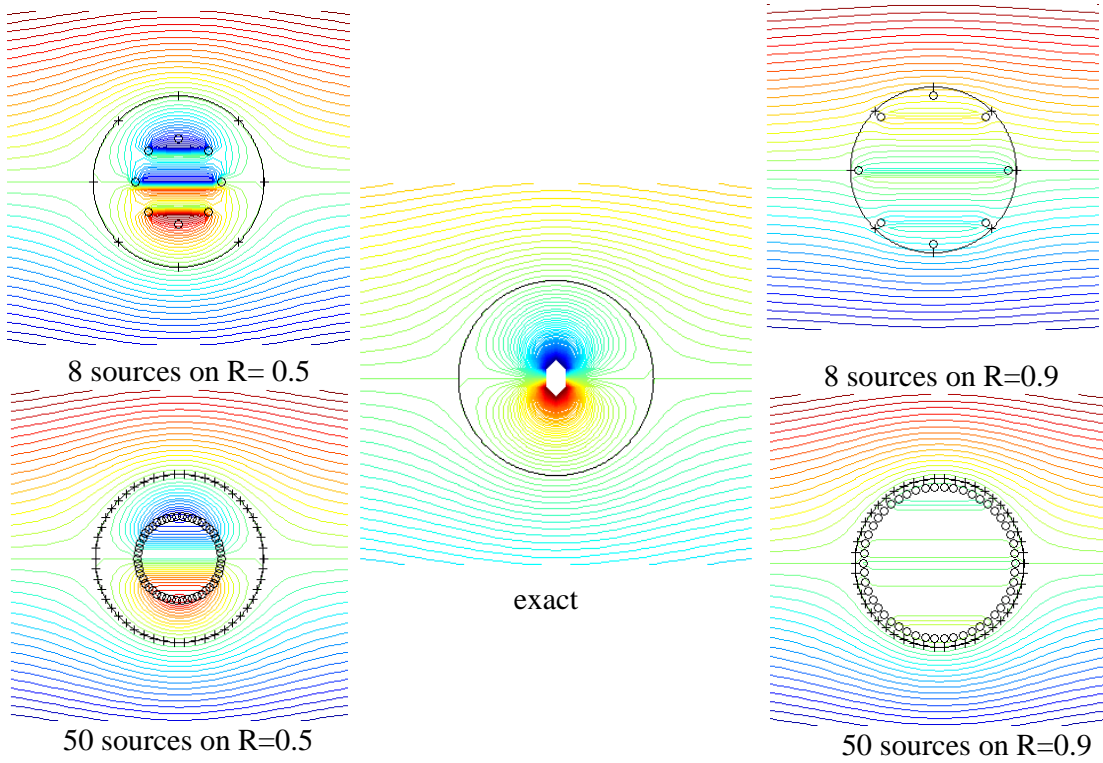 8 sources on R= 0.5
8 sources on R=0.9
exact
50 sources on R=0.5
50 sources on R=0.9